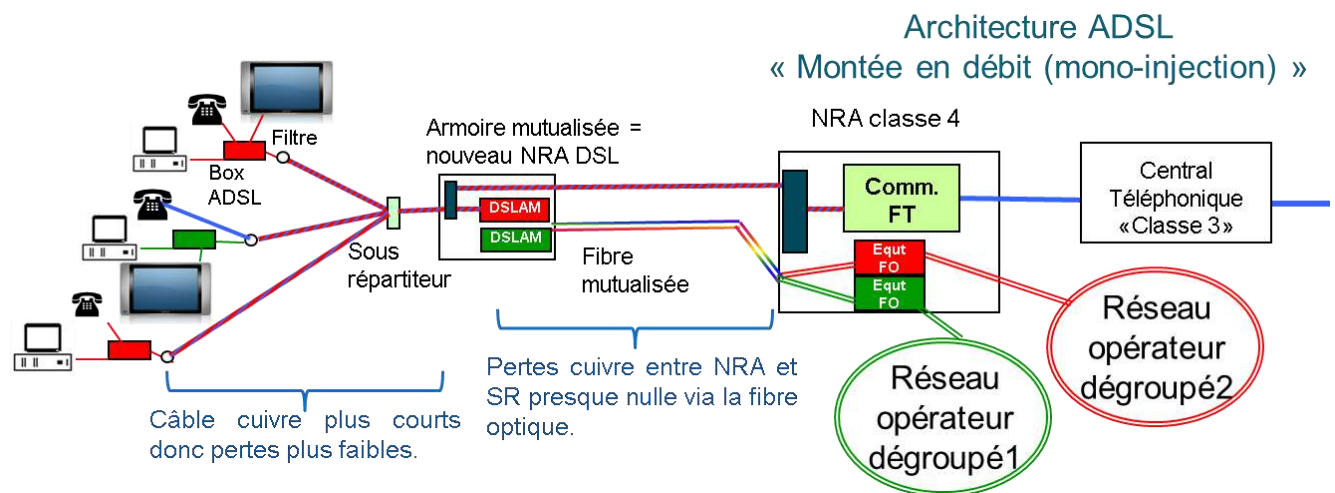 Architecture ADSL
« Montée en débit (mono-injection) »
Filtre
Box
ADSL
Armoire mutualisée =
nouveau NRA DSL
NRA classe 4
DSLAM
DSLAM
Comm.
FT
Central
Téléphonique
«Classe 3»
Sous
répartiteur
Fibre
mutualisée
Equt
FO
Equt
FO
Câble cuivre plus courts
donc pertes plus faibles.
Pertes cuivre entre NRA et
SR presque nulle via la fibre
optique.
Réseau
opérateur
dégroupé1
Réseau
opérateur
dégroupé2